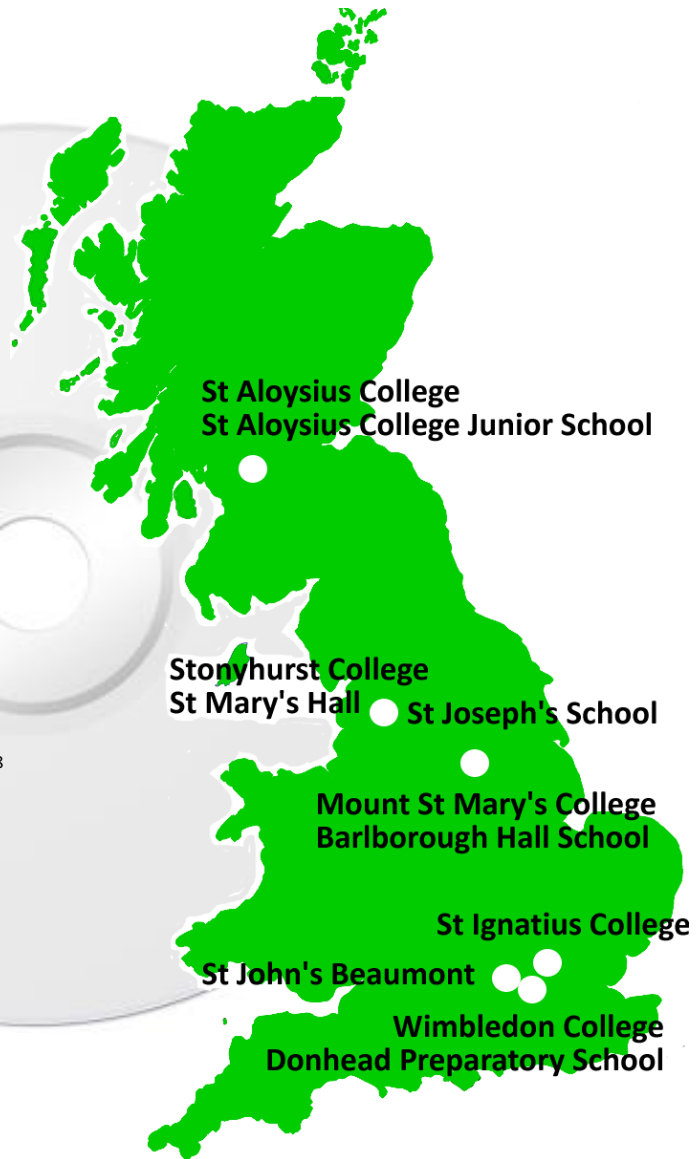 St Aloysius College
St Aloysius College Junior School
Stonyhurst College
St Mary's Hall
St Joseph's School
8
Mount St Mary's College
Barlborough Hall School
St Ignatius College
St John's Beaumont
Wimbledon College
Donhead Preparatory School